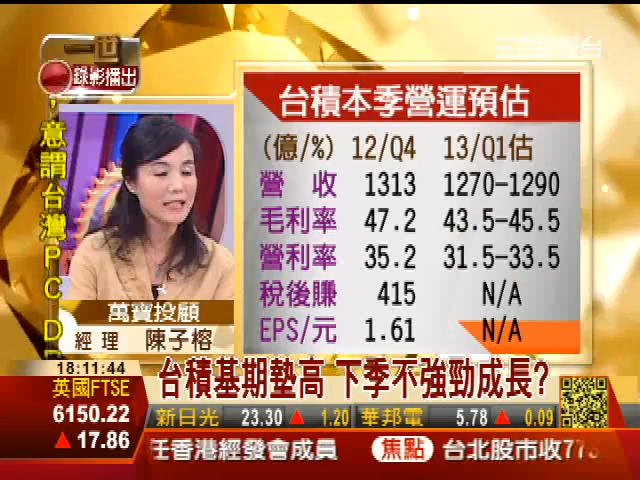 錄影播出
意謂台灣PC
台積本季營運預估
(億/%) 12/Q4 13/Q1估
營收 1313 1270-1290
毛利率 47.2 43.5-45.5
營利率 35.2 31.5-33.5
稅後賺 415 N/A
EPS/元 1.61 N/A
萬寶投顧
經理 陳子榕
18:11:44
台積基期墊高 下季不強勁成長?
英國FTSE
6150.22
▲17.86
新日光 23.30 ▲ 1.20 華邦電 5.78 ▲ 0.09
任香港經發會成員 焦點 台北股市收77